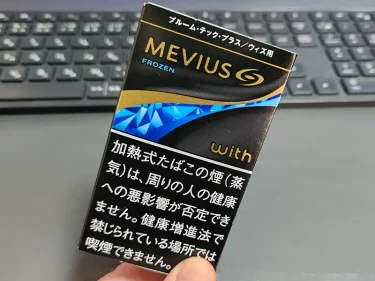 プルーム・テック・プラス/ウィズ用
MEVIUS
FROZEN
with
加熱式たばこの煙(蒸
気)は、周りの人の健康
への悪影響が否定でき
ません。健康増進法で
禁じられている場所では
喫煙できません。